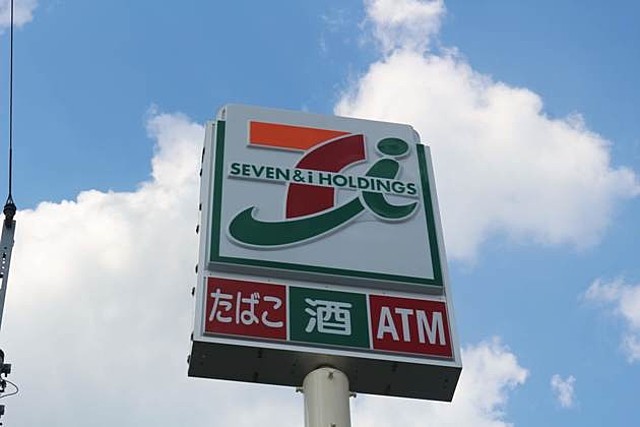 SEVEN & i HOLDINGS
たばこ 酒 ATM